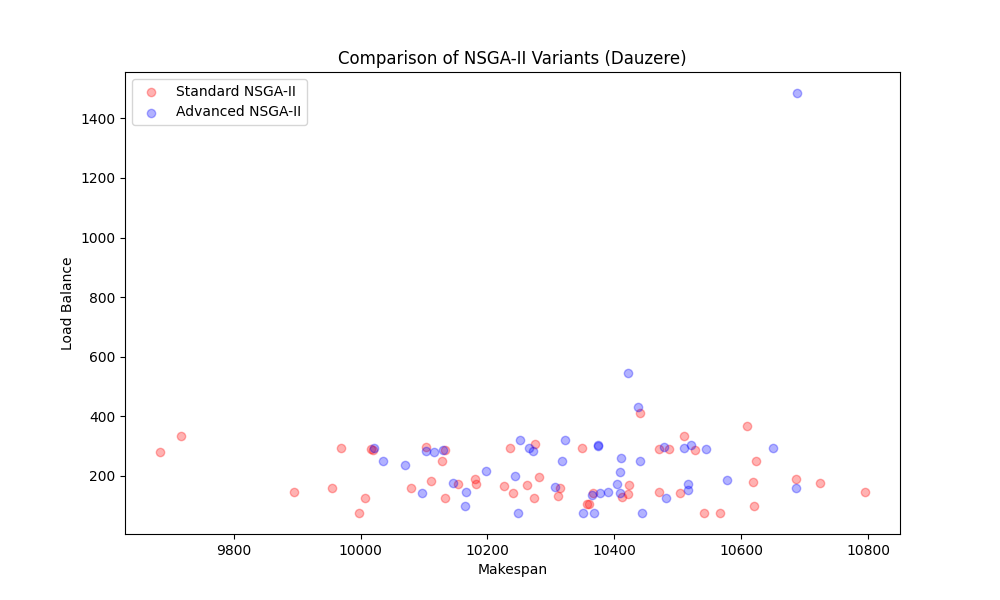 Comparison of NSGA-II Variants (Dauzere)
Standard NSGA-II
Advanced NSGA-II
1400
1200
1000
800
600
400
200
Load Balance
9800
10000
10200
10400
10600
10800
Makespan